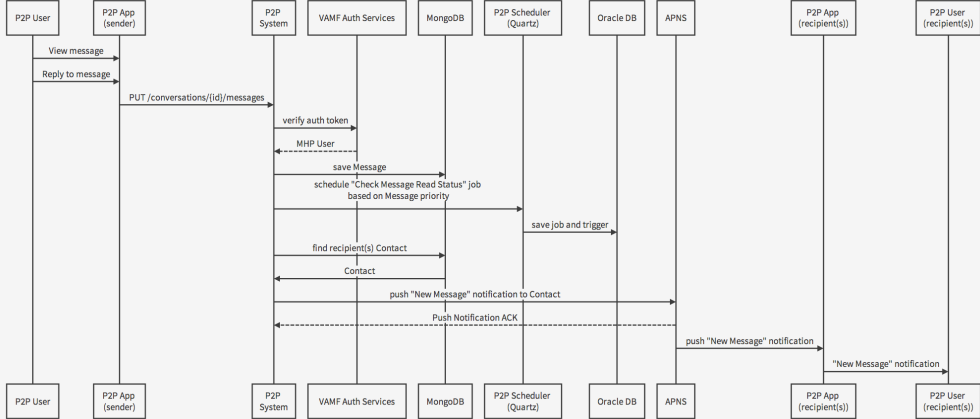 P2P User
P2P App
(sender)
P2P
System
VAMF Auth Services
MongoDB
P2P Scheduler
(Quartz)
Oracle DB
APNS
P2P App
(recipient(s))
P2P User
(recipient(s))
View message
Reply to message
PUT /conversations/{id}/messages
verify auth token
MHP User
save Message
schedule "Check Message Read Status" job
based on Message priority
save job and trigger
find recipient(s) Contact
Contact
push "New Message" notification to Contact
Push Notification ACK
push "New Message" notification
"New Message" notification
P2P User
P2P App
(sender)
P2P
System
VAMF Auth Services
MongoDB
P2P Scheduler
(Quartz)
Oracle DB
APNS
P2P App
(recipient(s))
P2P User
(recipient(s))